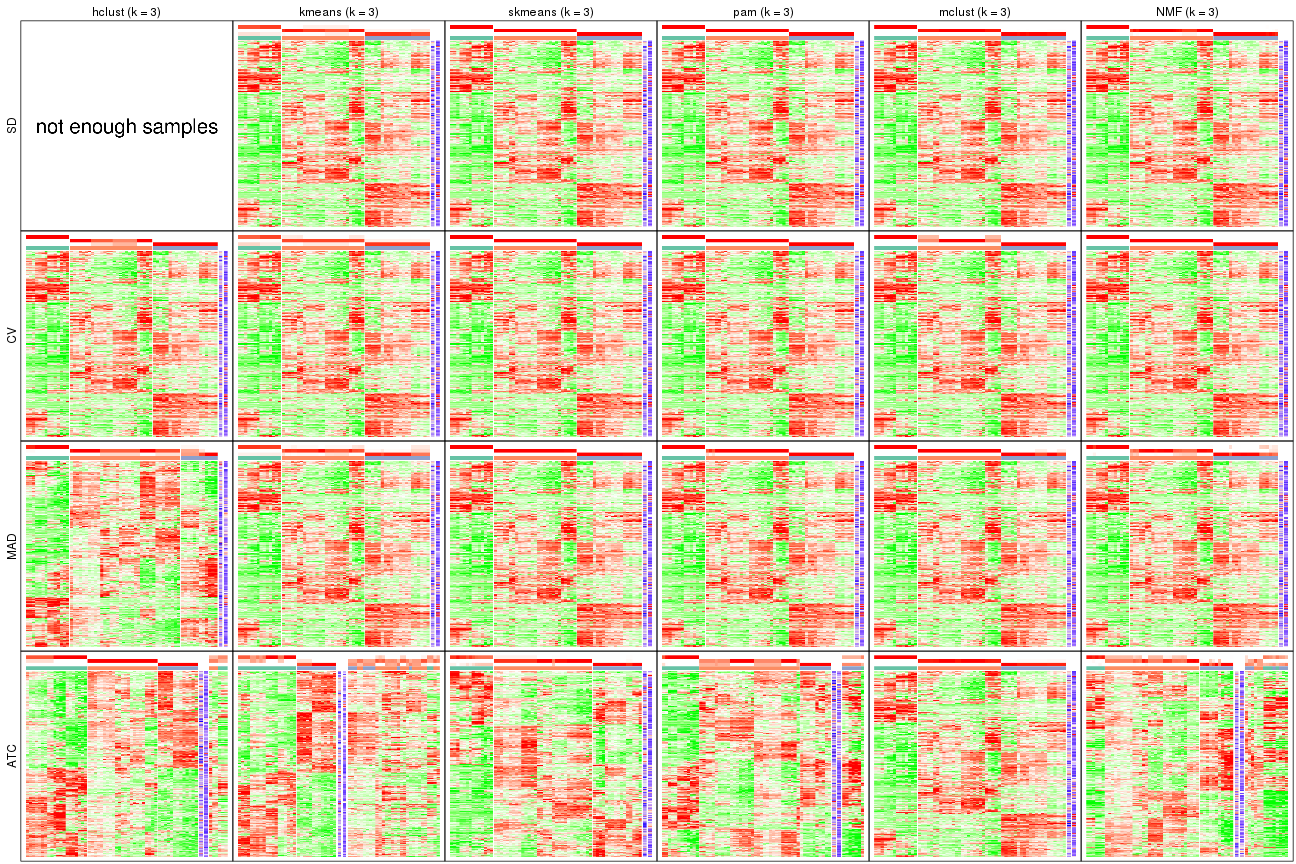 hclust (k = 3)
kmeans (k = 3)
skmeans (k = 3)
pam (k = 3)
mclust (k = 3)
NMF (k = 3)
SD
not enough samples
CV
MAD
ATC